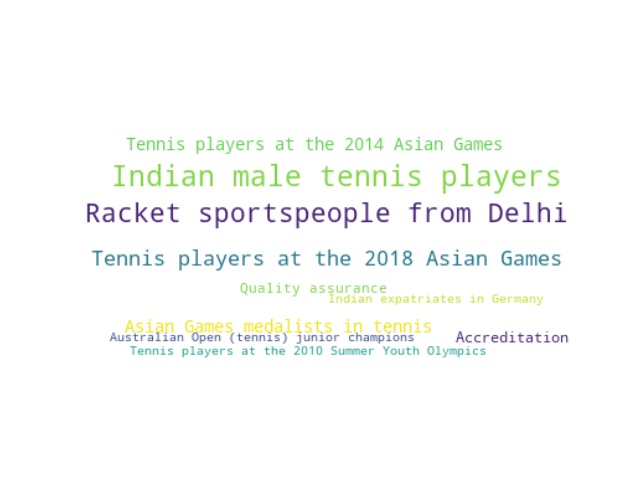 Tennis players at the 2014 Asian Games
Indian male tennis players
Racket sportspeople from Delhi
Tennis players at the 2018 Asian Games
Quality assurance
Indian expatriates in Germany
Asian Games medalists in tennis
Australian Open (tennis) junior champions
Accreditation
Tennis players at the 2010 Summer Youth Olympics